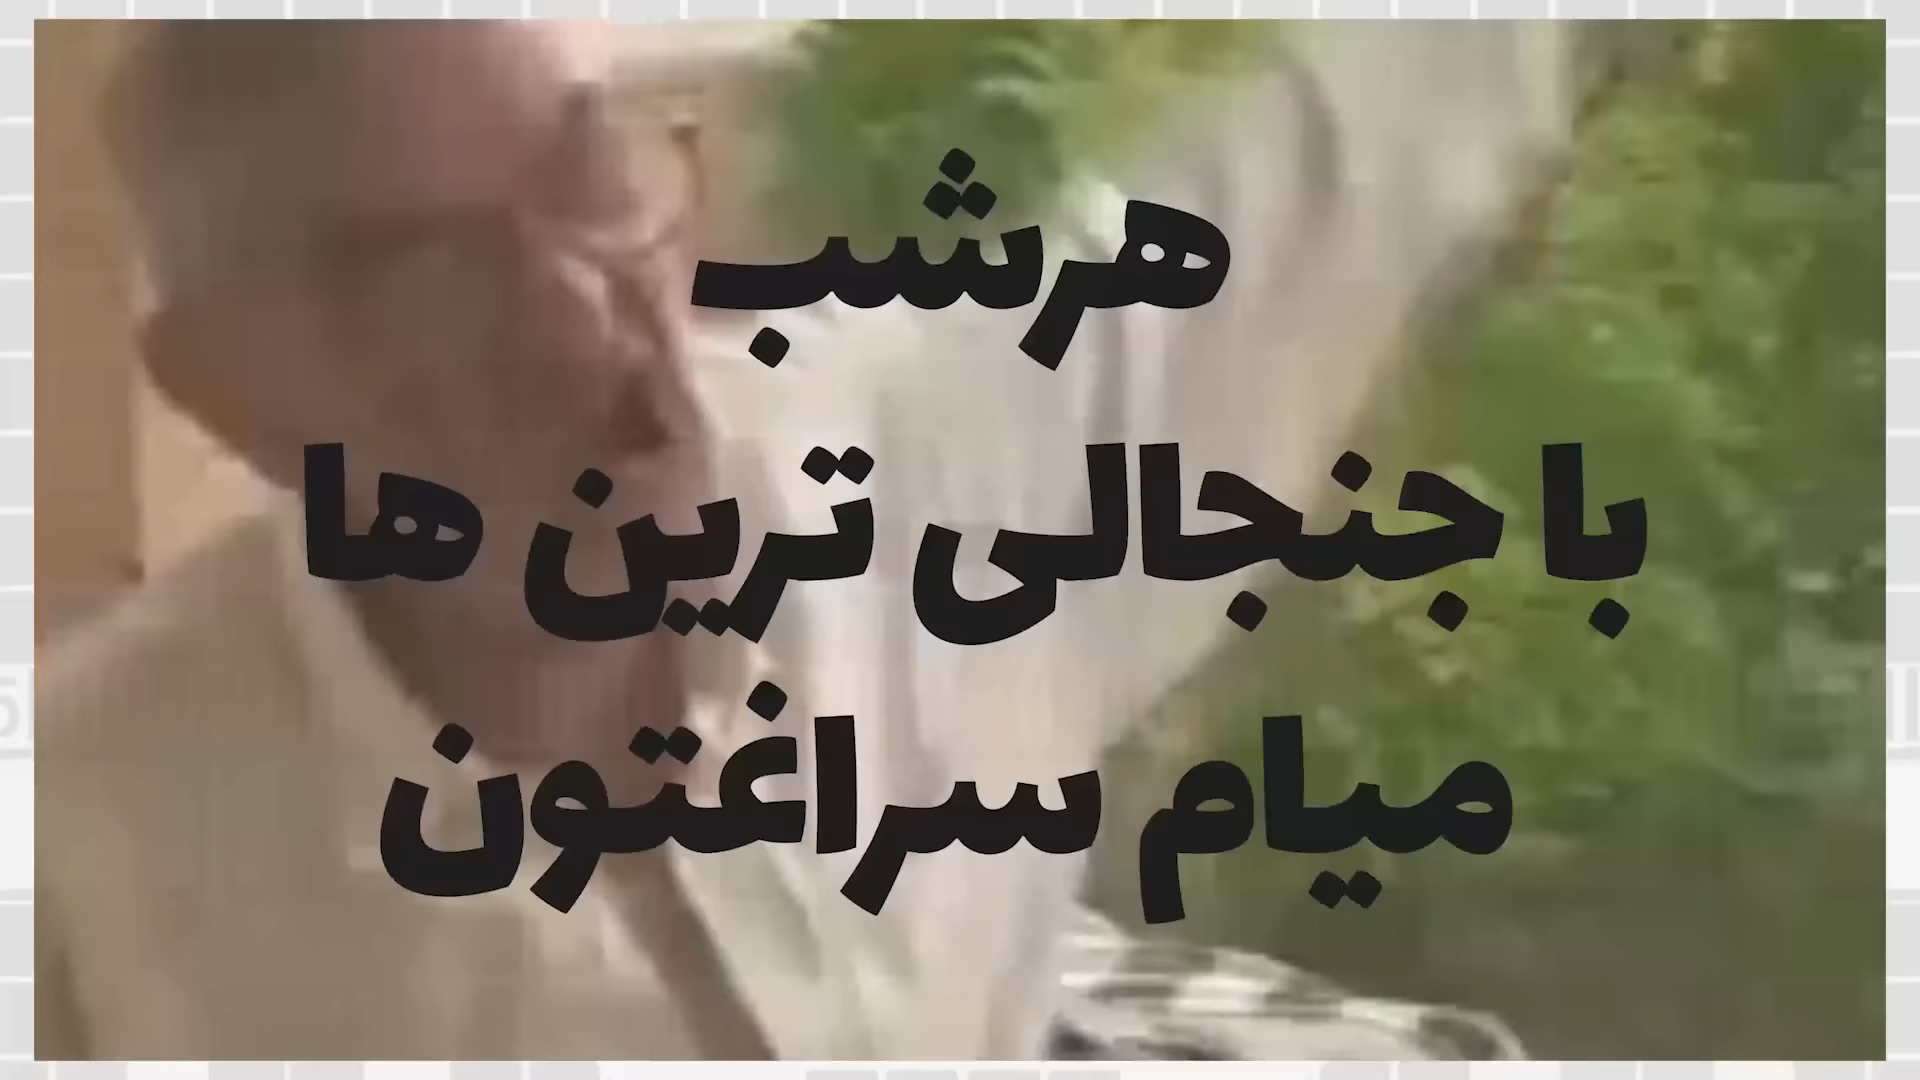 هرشب
با جنجالی ترین ها
میام سراغتون